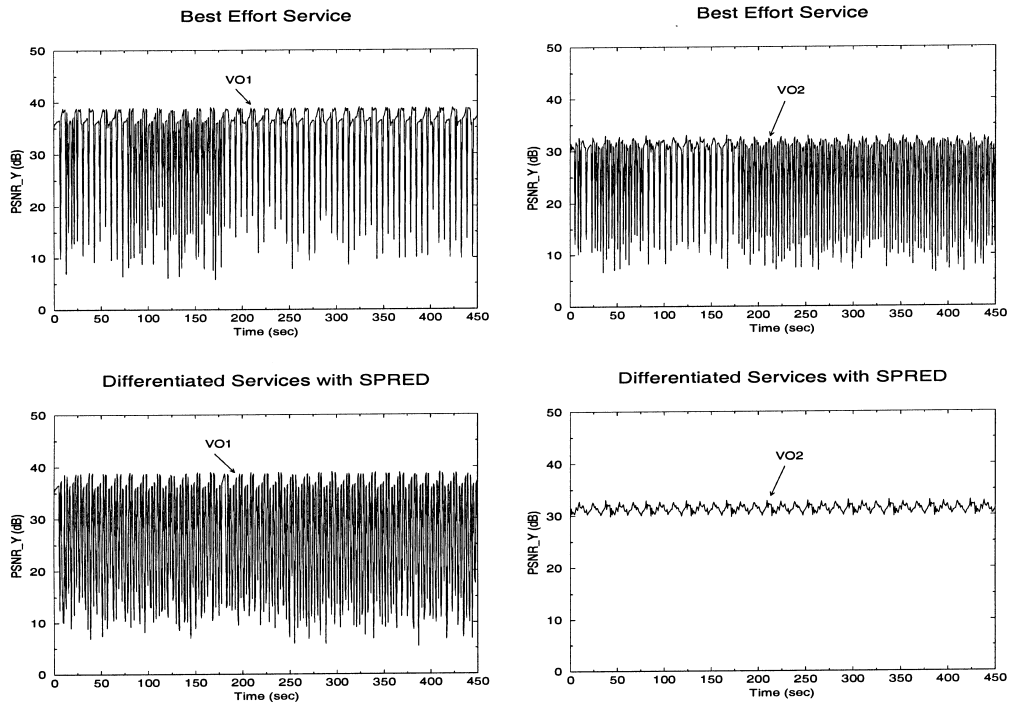 Best Effort Service
50
40
30
20
10
0
PSNR_Y (dB)
VO1
0 50 100 150 200 250 300 350 400 450
Time (sec)
Best Effort Service
50
40
30
20
10
0
PSNR_Y (dB)
VO2
0 50 100 150 200 250 300 350 400 450
Time (sec)
Differentiated Services with SPRED
50
40
30
20
10
0
PSNR_Y (dB)
VO1
0 50 100 150 200 250 300 350 400 450
Time (sec)
Differentiated Services with SPRED
50
40
30
20
10
0
PSNR_Y (dB)
VO2
0 50 100 150 200 250 300 350 400 450
Time (sec)